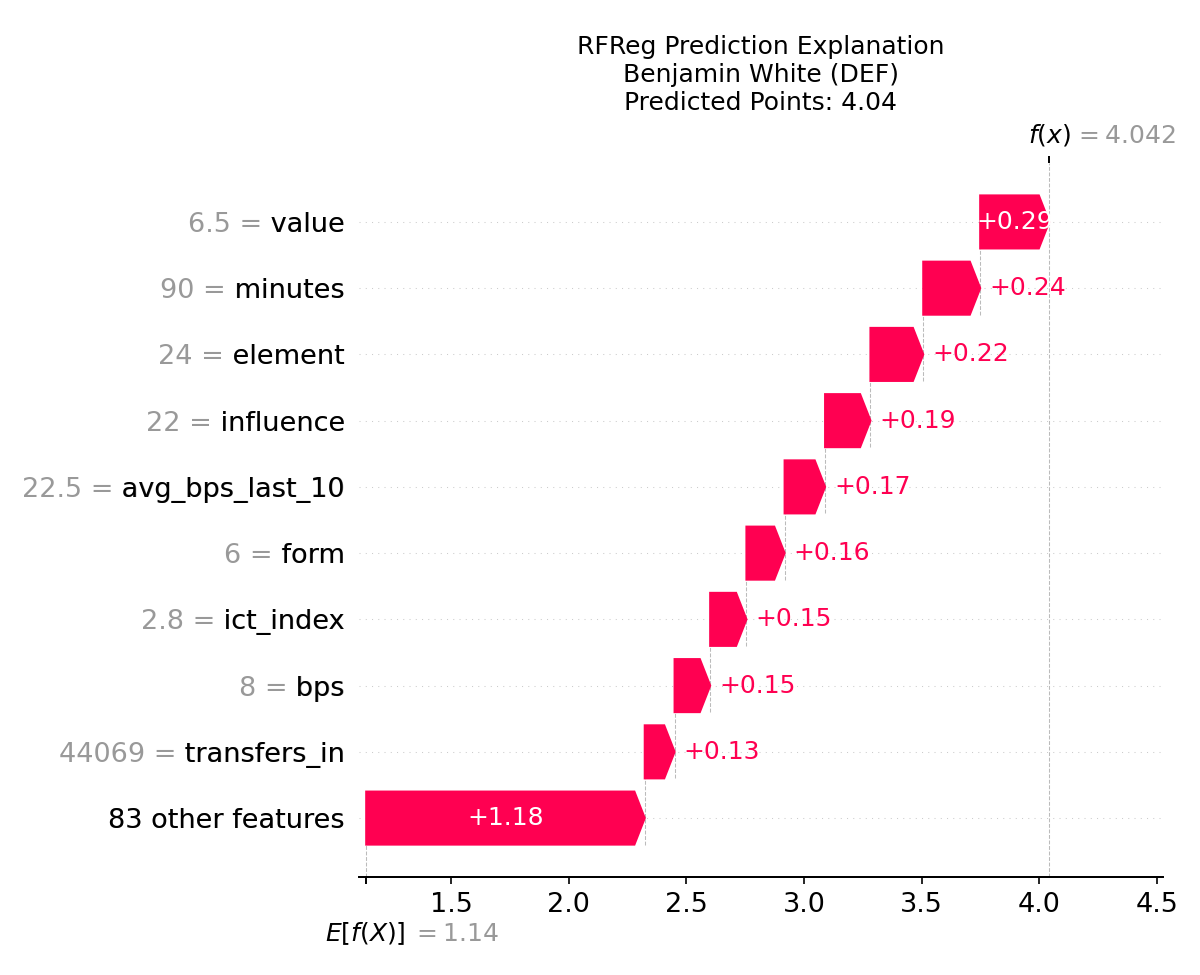 RFReg Prediction Explanation
Benjamin White (DEF)
Predicted Points: 4.04
f(x) = 4.042
6.5 = value
+0.29
90 = minutes
+0.24
24 = element
+0.22
22 = influence
+0.19
22.5 = avg_bps_last_10
+0.17
6 = form
+0.16
2.8 = ict_index
+0.15
8 = bps
+0.15
44069 = transfers_in
+0.13
83 other features
+1.18
1.5 2.0 2.5 3.0 3.5 4.0 4.5
E[f(X)] = 1.14